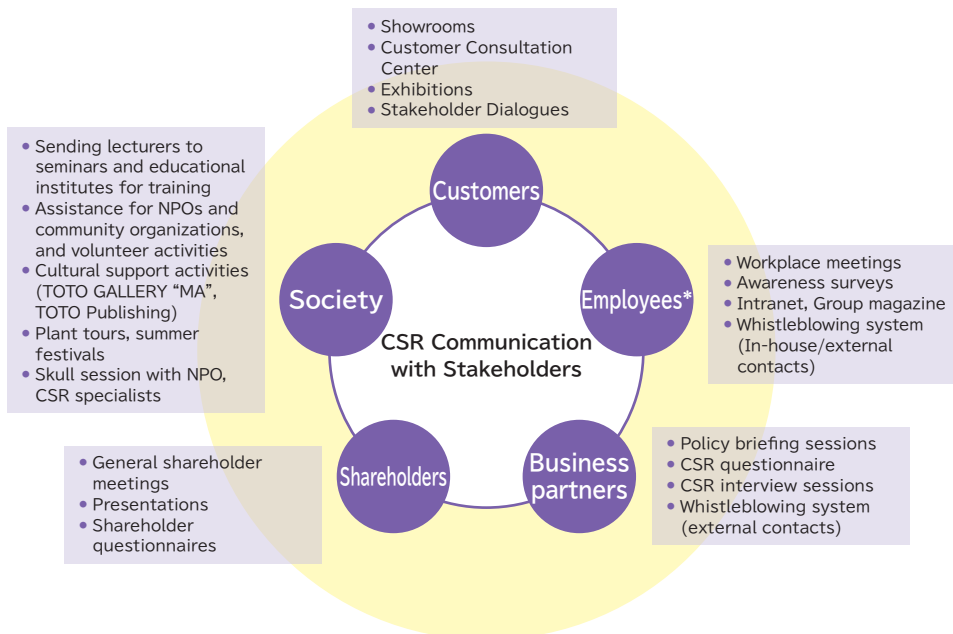 • Showrooms
• Customer Consultation
Center
• Exhibitions
• Stakeholder Dialogues
Customers
• Sending lecturers to
seminars and educational
institutes for training
• Assistance for NPOs and
community organizations,
and volunteer activities
• Cultural support activities
(TOTO GALLERY “MA”,
TOTO Publishing)
• Plant tours, summer
festivals
• Skull session with NPO,
CSR specialists
Society
Employees*
• Workplace meetings
• Awareness surveys
• Intranet, Group magazine
• Whistleblowing system
(In-house/external
contacts)
CSR Communication
with Stakeholders
• General shareholder
meetings
• Presentations
• Shareholder
questionnaires
Shareholders
Business
partners
• Policy briefing sessions
• CSR questionnaire
• CSR interview sessions
• Whistleblowing system
(external contacts)